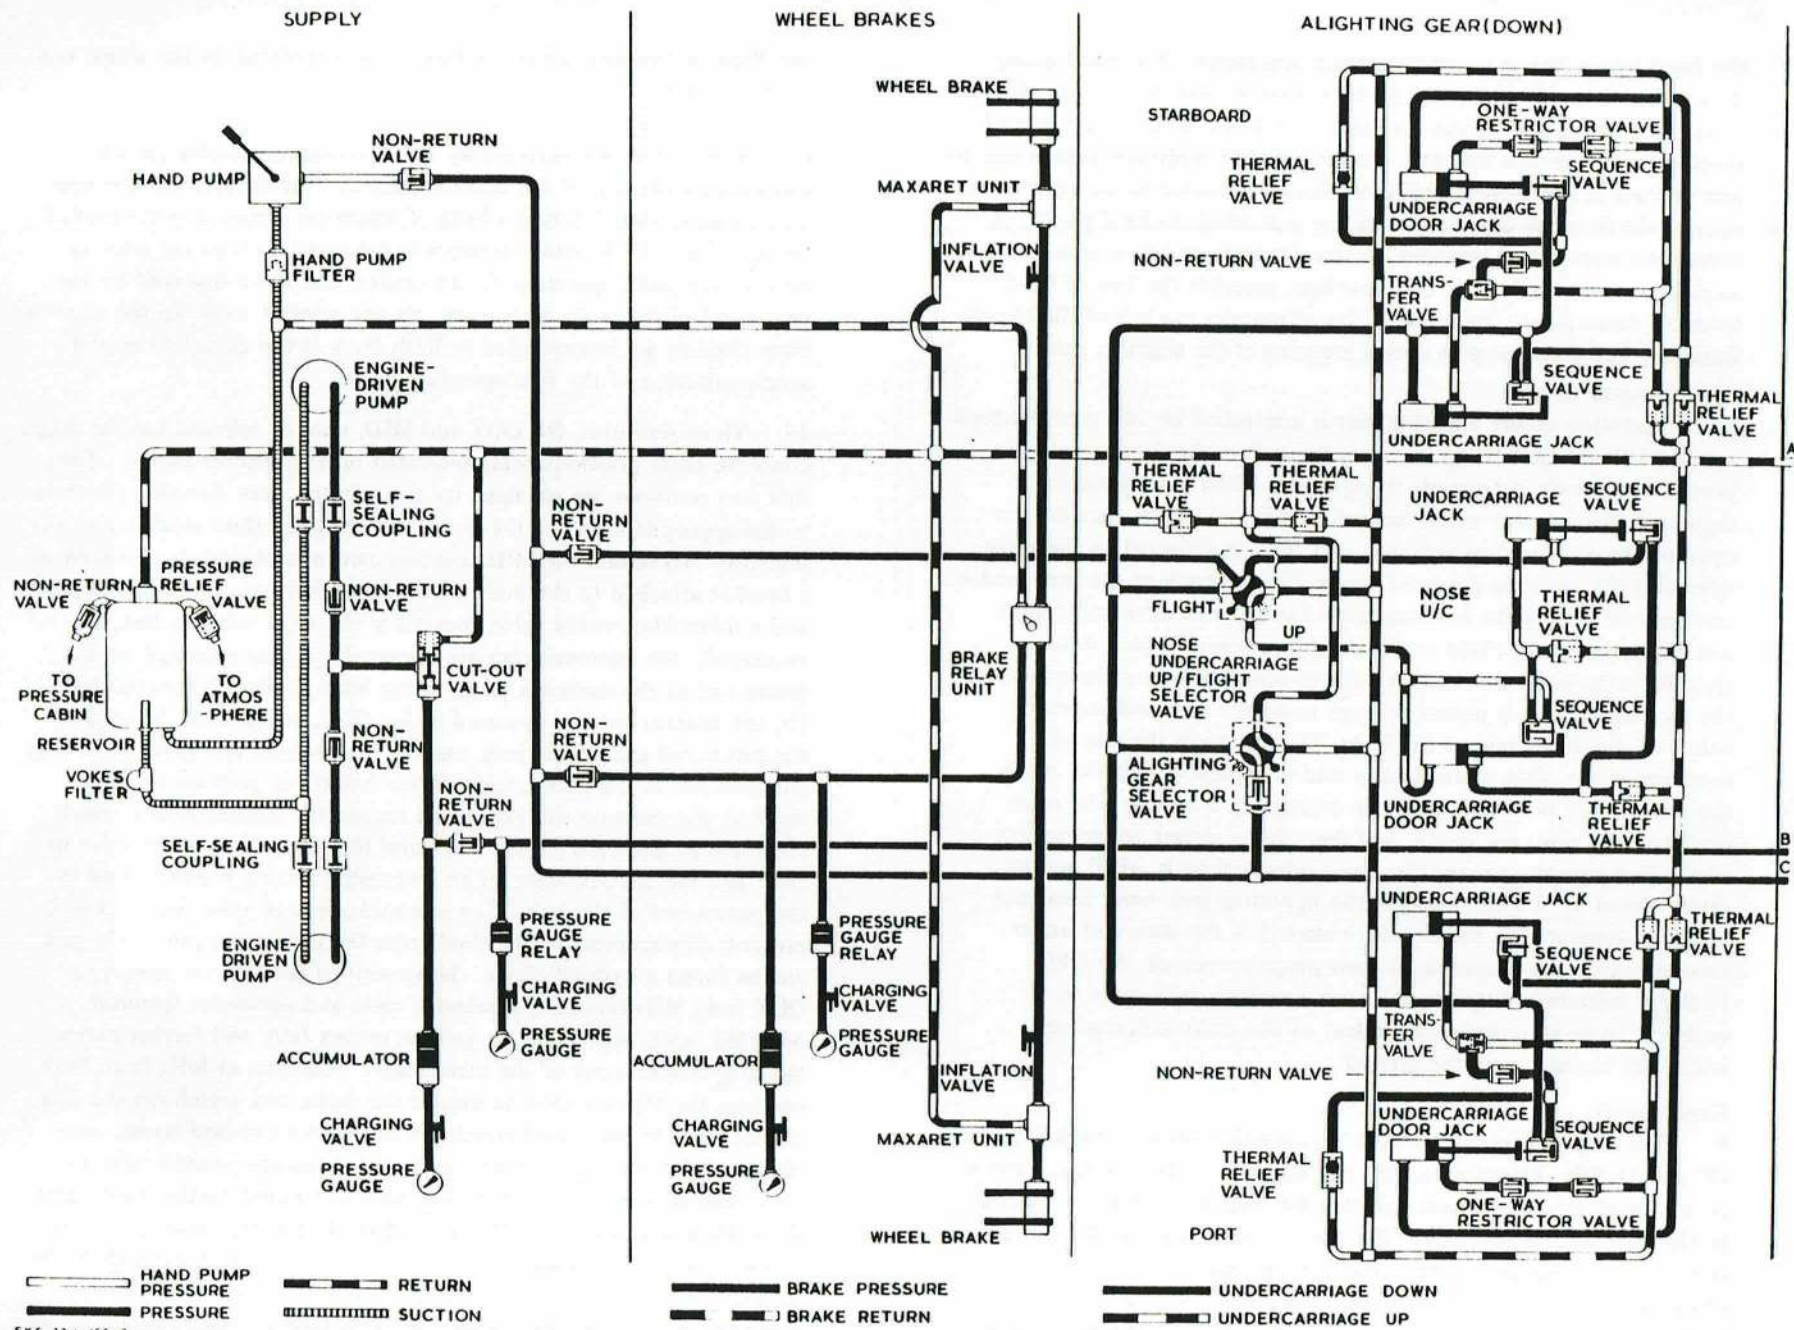 SUPPLY
WHEEL BRAKES
ALIGHTING GEAR(DOWN)
NON-RETURN
VALVE
HAND PUMP
HAND PUMP
FILTER
ENGINE-
DRIVEN
PUMP
SELF-
SEALING
COUPLING
NON-RETURN
VALVE
PRESSURE
RELIEF
VALVE
NON-RETURN
VALVE
TO
PRESSURE
CABIN
TO
ATMOS
-PHERE
CUT-OUT
VALVE
RESERVOIR
NON-
RETURN
VALVE
VOKES
FILTER
NON-
RETURN
VALVE
SELF-SEALING
COUPLING
ENGINE-
DRIVEN
PUMP
PRESSURE
GAUGE
RELAY
CHARGING
VALVE
PRESSURE
GAUGE
ACCUMULATOR
CHARGING
VALVE
PRESSURE
GAUGE
WHEEL BRAKE
MAXARET UNIT
INFLATION
VALVE
NON-
RETURN
VALVE
BRAKE
RELAY
UNIT
NON-
RETURN
VALVE
PRESSURE
GAUGE
RELAY
CHARGING
VALVE
PRESSURE
GAUGE
ACCUMULATOR
INFLATION
VALVE
CHARGING
VALVE
MAXARET UNIT
PRESSURE
GAUGE
WHEEL BRAKE
STARBOARD
ONE-WAY
RESTRICTOR VALVE
THERMAL
RELIEF
VALVE
SEQUENCE
VALVE
UNDERCARRIAGE
DOOR JACK
NON-RETURN VALVE
TRANS-
FER
VALVE
SEQUENCE
VALVE
THERMAL
RELIEF
VALVE
UNDERCARRIAGE JACK
A
THERMAL
RELIEF
VALVE
THERMAL
RELIEF
VALVE
UNDERCARRIAGE
JACK
SEQUENCE
VALVE
FLIGHT
UP
NOSE
U/C
THERMAL
RELIEF
VALVE
NOSE
UNDERCARRIAGE
UP/FLIGHT
SELECTOR
VALVE
SEQUENCE
VALVE
ALIGHTING
GEAR
SELECTOR
VALVE
UNDERCARRIAGE
DOOR JACK
THERMAL
RELIEF
VALVE
B
C
UNDERCARRIAGE JACK
THERMAL
RELIEF
VALVE
SEQUENCE
VALVE
TRANS-
FER
VALVE
NON-RETURN VALVE
UNDERCARRIAGE
DOOR JACK
SEQUENCE
VALVE
THERMAL
RELIEF
VALVE
ONE-WAY
RESTRICTOR VALVE
PORT
HAND PUMP
PRESSURE
PRESSURE
RETURN
SUCTION
BRAKE PRESSURE
BRAKE RETURN
UNDERCARRIAGE DOWN
UNDERCARRIAGE UP